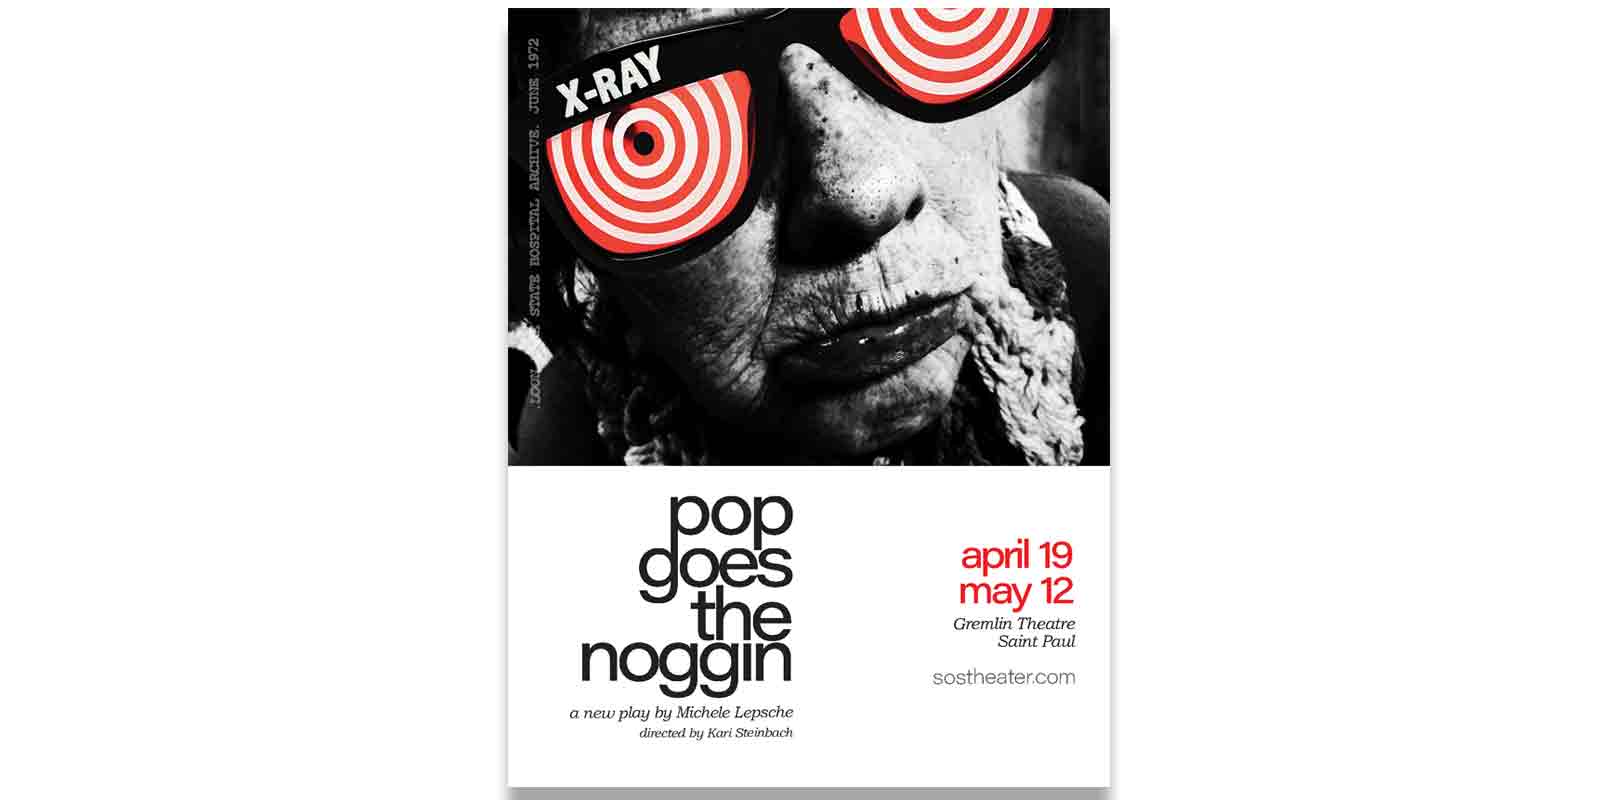 X-RAY
STATE HOSPITAL ARCHIVE. JUNE 1972
pop
goes
the
noggin
a new play by Michele Lepsche
directed by Kari Steinbach
april 19
may 12
Gremlin Theatre
Saint Paul
sostheater.com